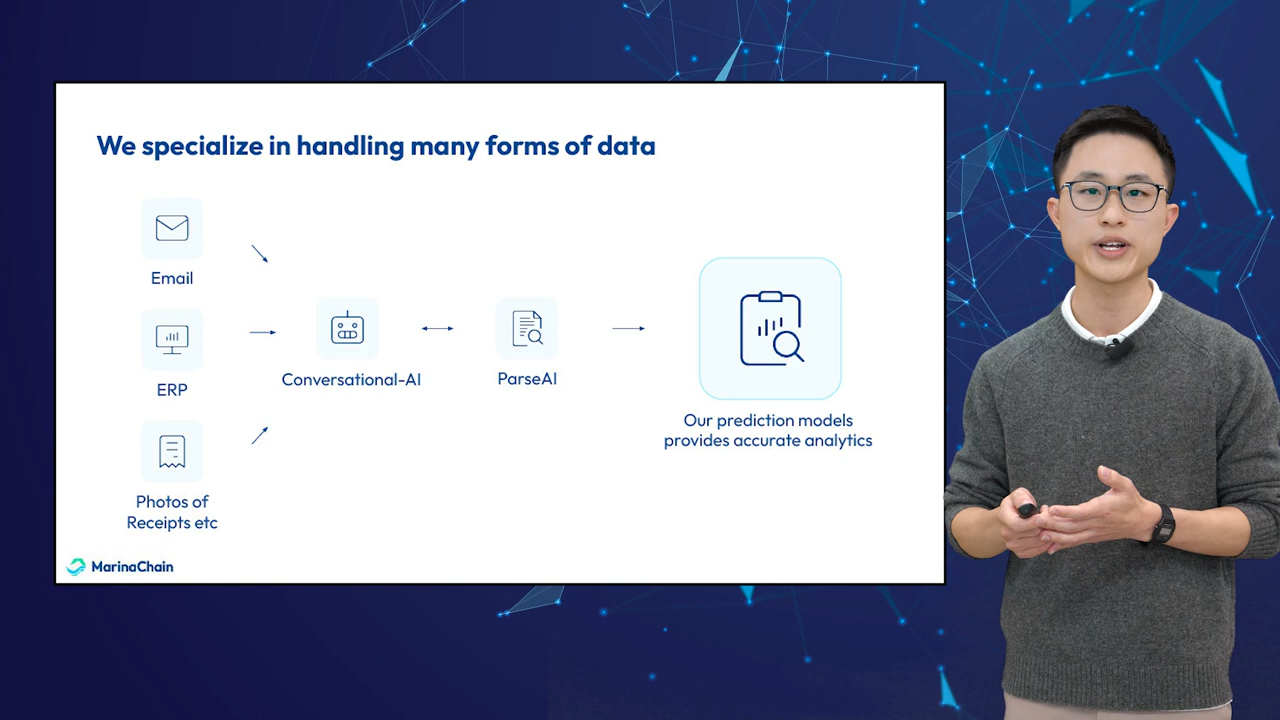 We specialize in handling many forms of data
Email
ERP
Photos of
Receipts etc
Conversational-AI
ParseAI
Our prediction models
provides accurate analytics
MarinaChain